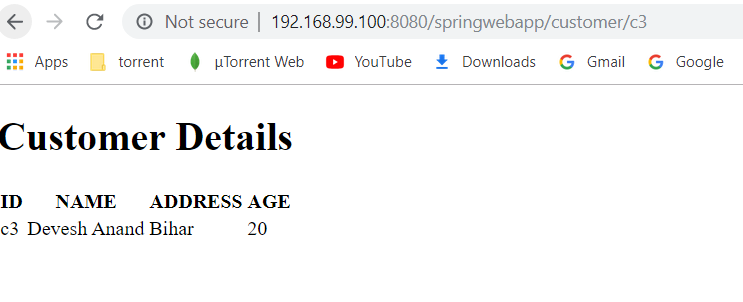 Not secure | 192.168.99.100:8080/springwebapp/customer/c3
Apps torrent µTorrent Web YouTube Downloads Gmail Google
Customer Details
ID NAME ADDRESS AGE
c3 Devesh Anand Bihar 20